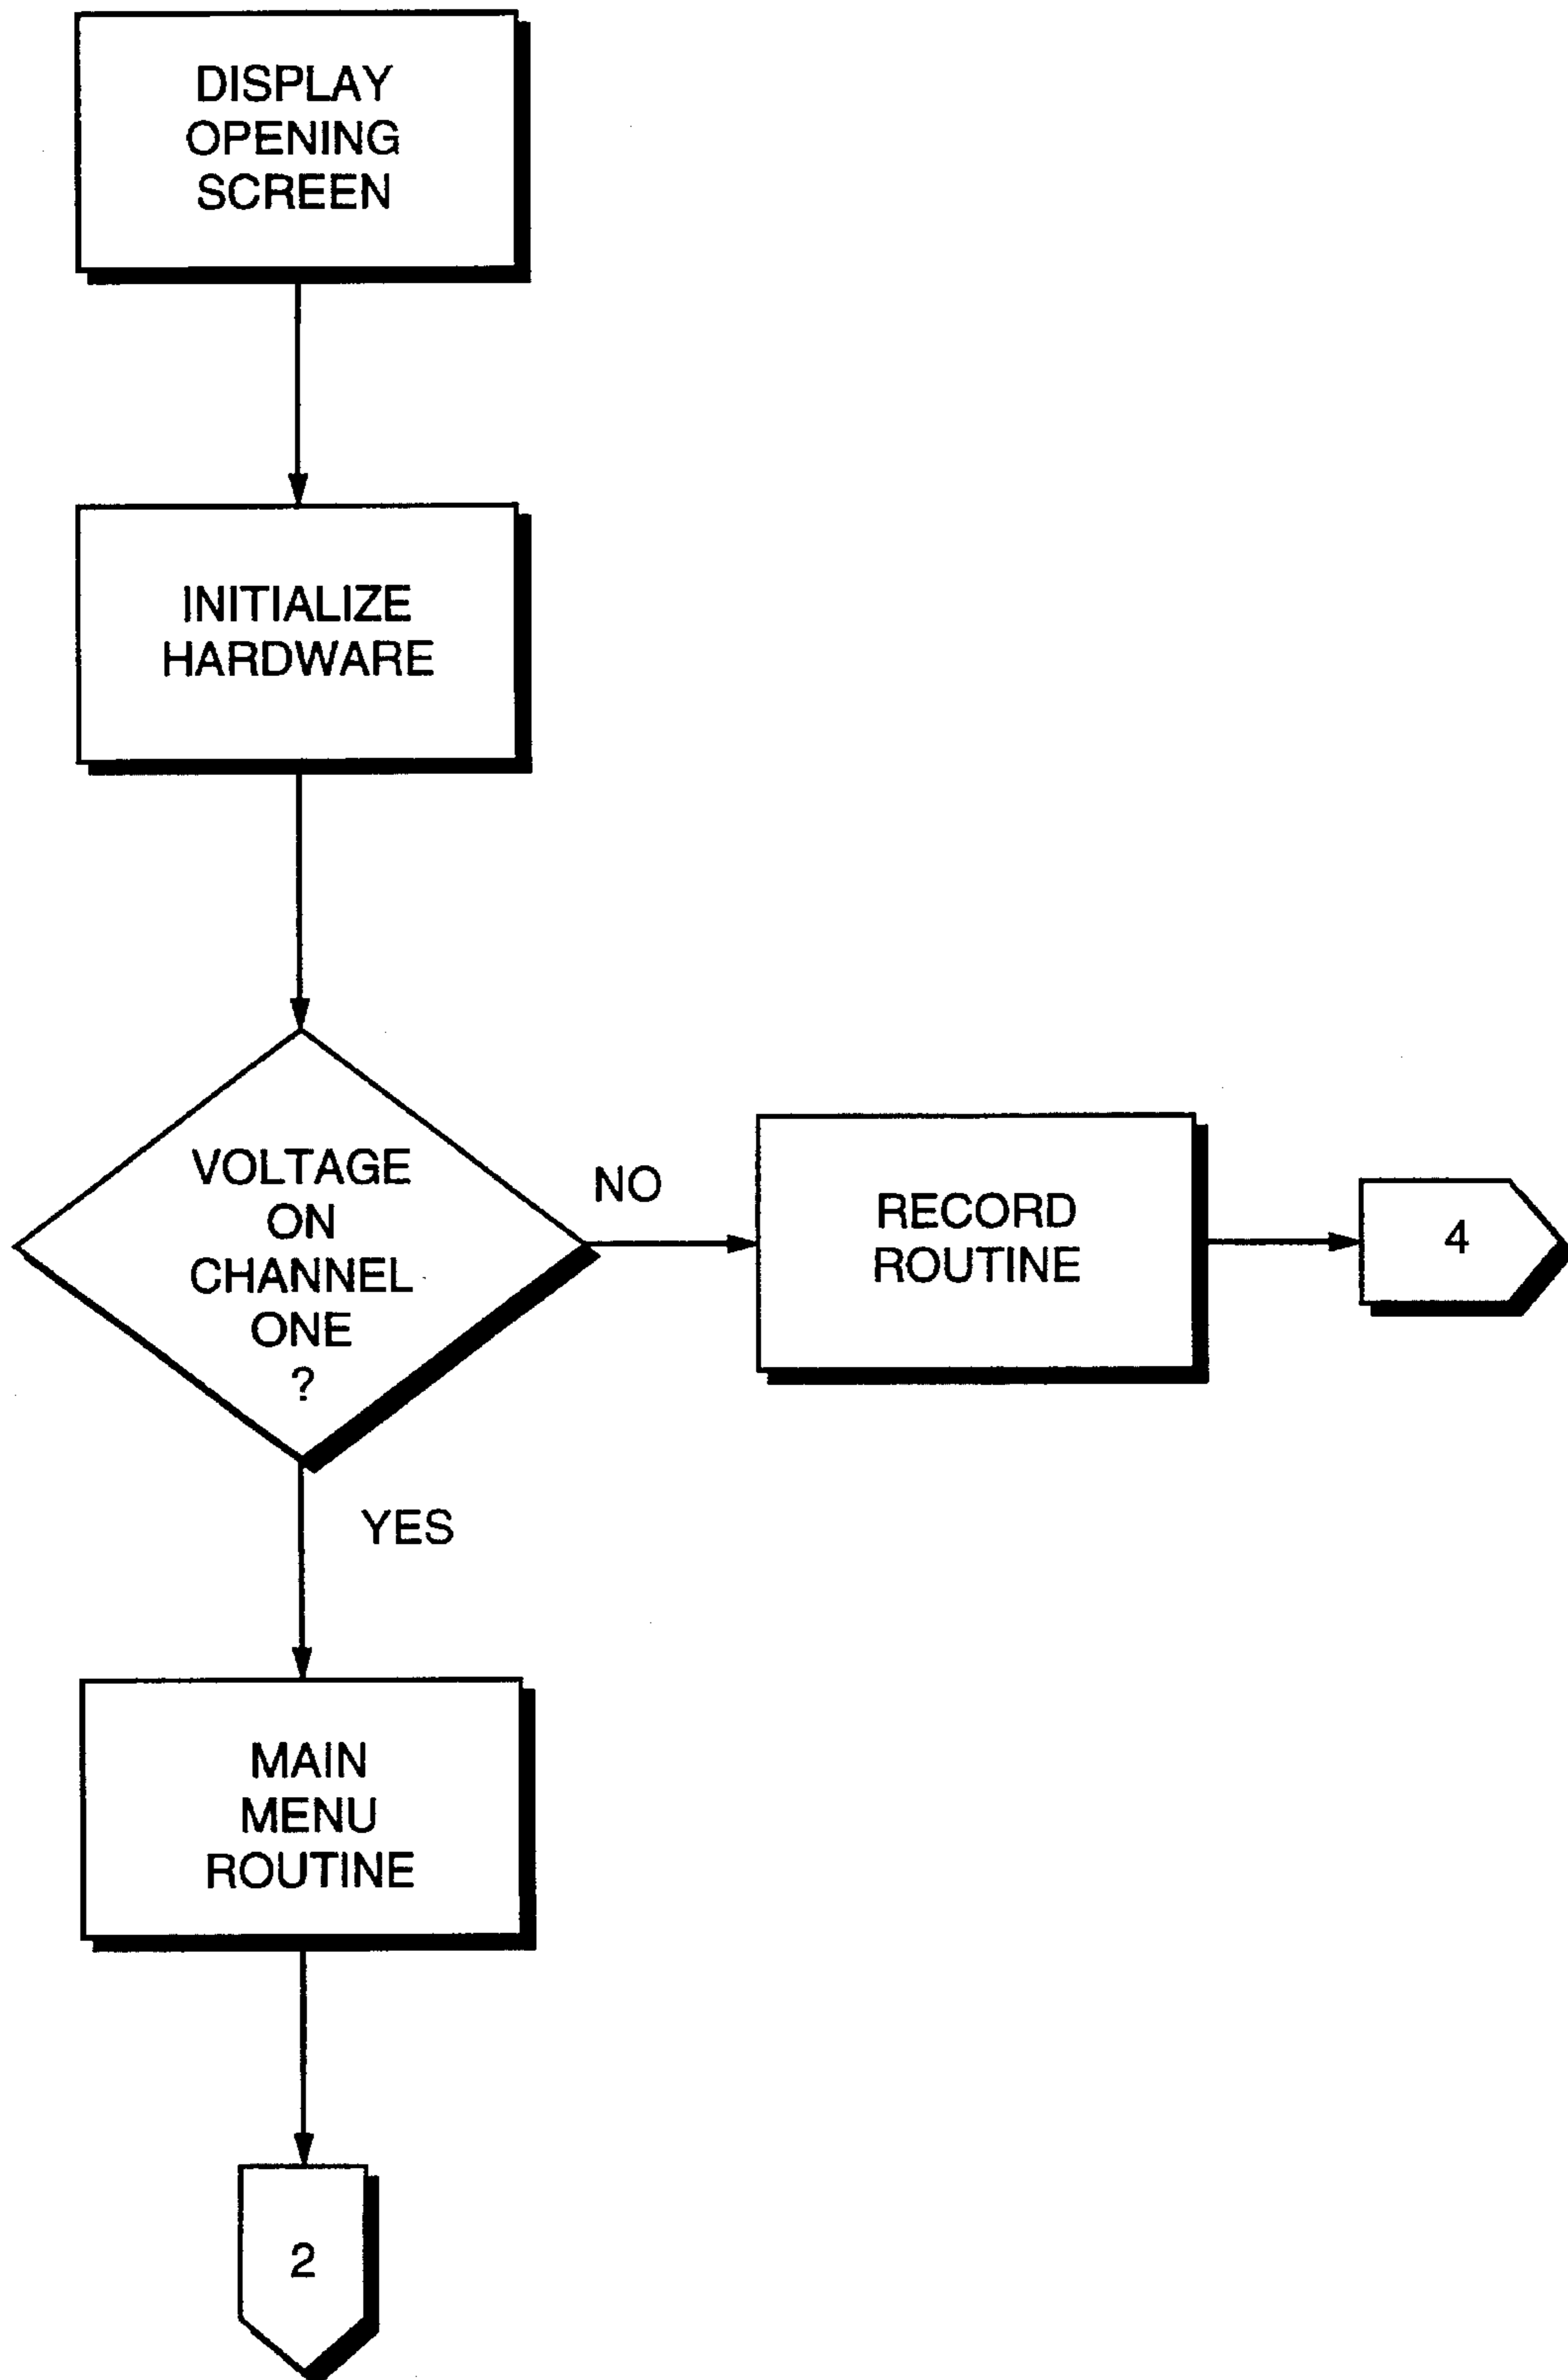 DISPLAY
OPENING
SCREEN
INITIALIZE
HARDWARE
VOLTAGE
ON
CHANNEL
ONE
?
NO
RECORD
ROUTINE
4
YES
MAIN
MENU
ROUTINE
2